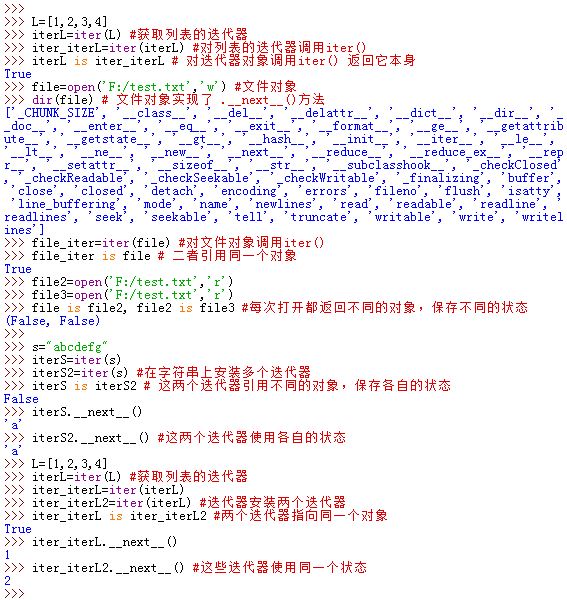 >>>
>>> L=[1,2,3,4]
>>> iterL=iter(L) #获取列表的迭代器
>>> iter_iterL=iter(iterL) #对列表的迭代器调用iter()
>>> iterL is iter_iterL # 对迭代器对象调用iter() 返回它本身
True
>>> file=open('F:/test.txt','w') #文件对象
>>> dir(file) # 文件对象实现了 .__next__()方法
['_CHUNK_SIZE', '__class__', '__del__', '__delattr__', '__dict__', '__dir__', '_
_doc__', '__enter__', '__eq__', '__exit__', '__format__', '__ge__', '__getattrib
ute__', '__getstate__', '__gt__', '__hash__', '__init__', '__iter__', '__le__',
'__lt__', '__ne__', '__new__', '__next__', '__reduce__', '__reduce_ex__', '__rep
r__', '__setattr__', '__sizeof__', '__str__', '__subclasshook__', '_checkClosed'
, '_checkReadable', '_checkSeekable', '_checkWritable', '_finalizing', 'buffer',
'close', 'closed', 'detach', 'encoding', 'errors', 'fileno', 'flush', 'isatty',
'line_buffering', 'mode', 'name', 'newlines', 'read', 'readable', 'readline', '
readlines', 'seek', 'seekable', 'tell', 'truncate', 'writable', 'write', 'writel
ines']
>>> file_iter=iter(file) #对文件对象调用iter()
>>> file_iter is file # 二者引用同一个对象
True
>>> file2=open('F:/test.txt','r')
>>> file3=open('F:/test.txt','r')
>>> file is file2, file2 is file3 #每次打开都返回不同的对象，保存不同的状态
(False, False)
>>>
>>> s="abcdefg"
>>> iterS=iter(s)
>>> iterS2=iter(s) #在字符串上安装多个迭代器
>>> iterS is iterS2 # 这两个迭代器引用不同的对象，保存各自的状态
False
>>> iterS.__next__()
'a'
>>> iterS2.__next__() #这两个迭代器使用各自的状态
'a'
>>> L=[1,2,3,4]
>>> iterL=iter(L) #获取列表的迭代器
>>> iter_iterL=iter(iterL)
>>> iter_iterL2=iter(iterL) #迭代器安装两个迭代器
>>> iter_iterL is iter_iterL2 #两个迭代器指向同一个对象
True
>>> iter_iterL.__next__()
1
>>> iter_iterL2.__next__() #这些迭代器使用同一个状态
2
>>>